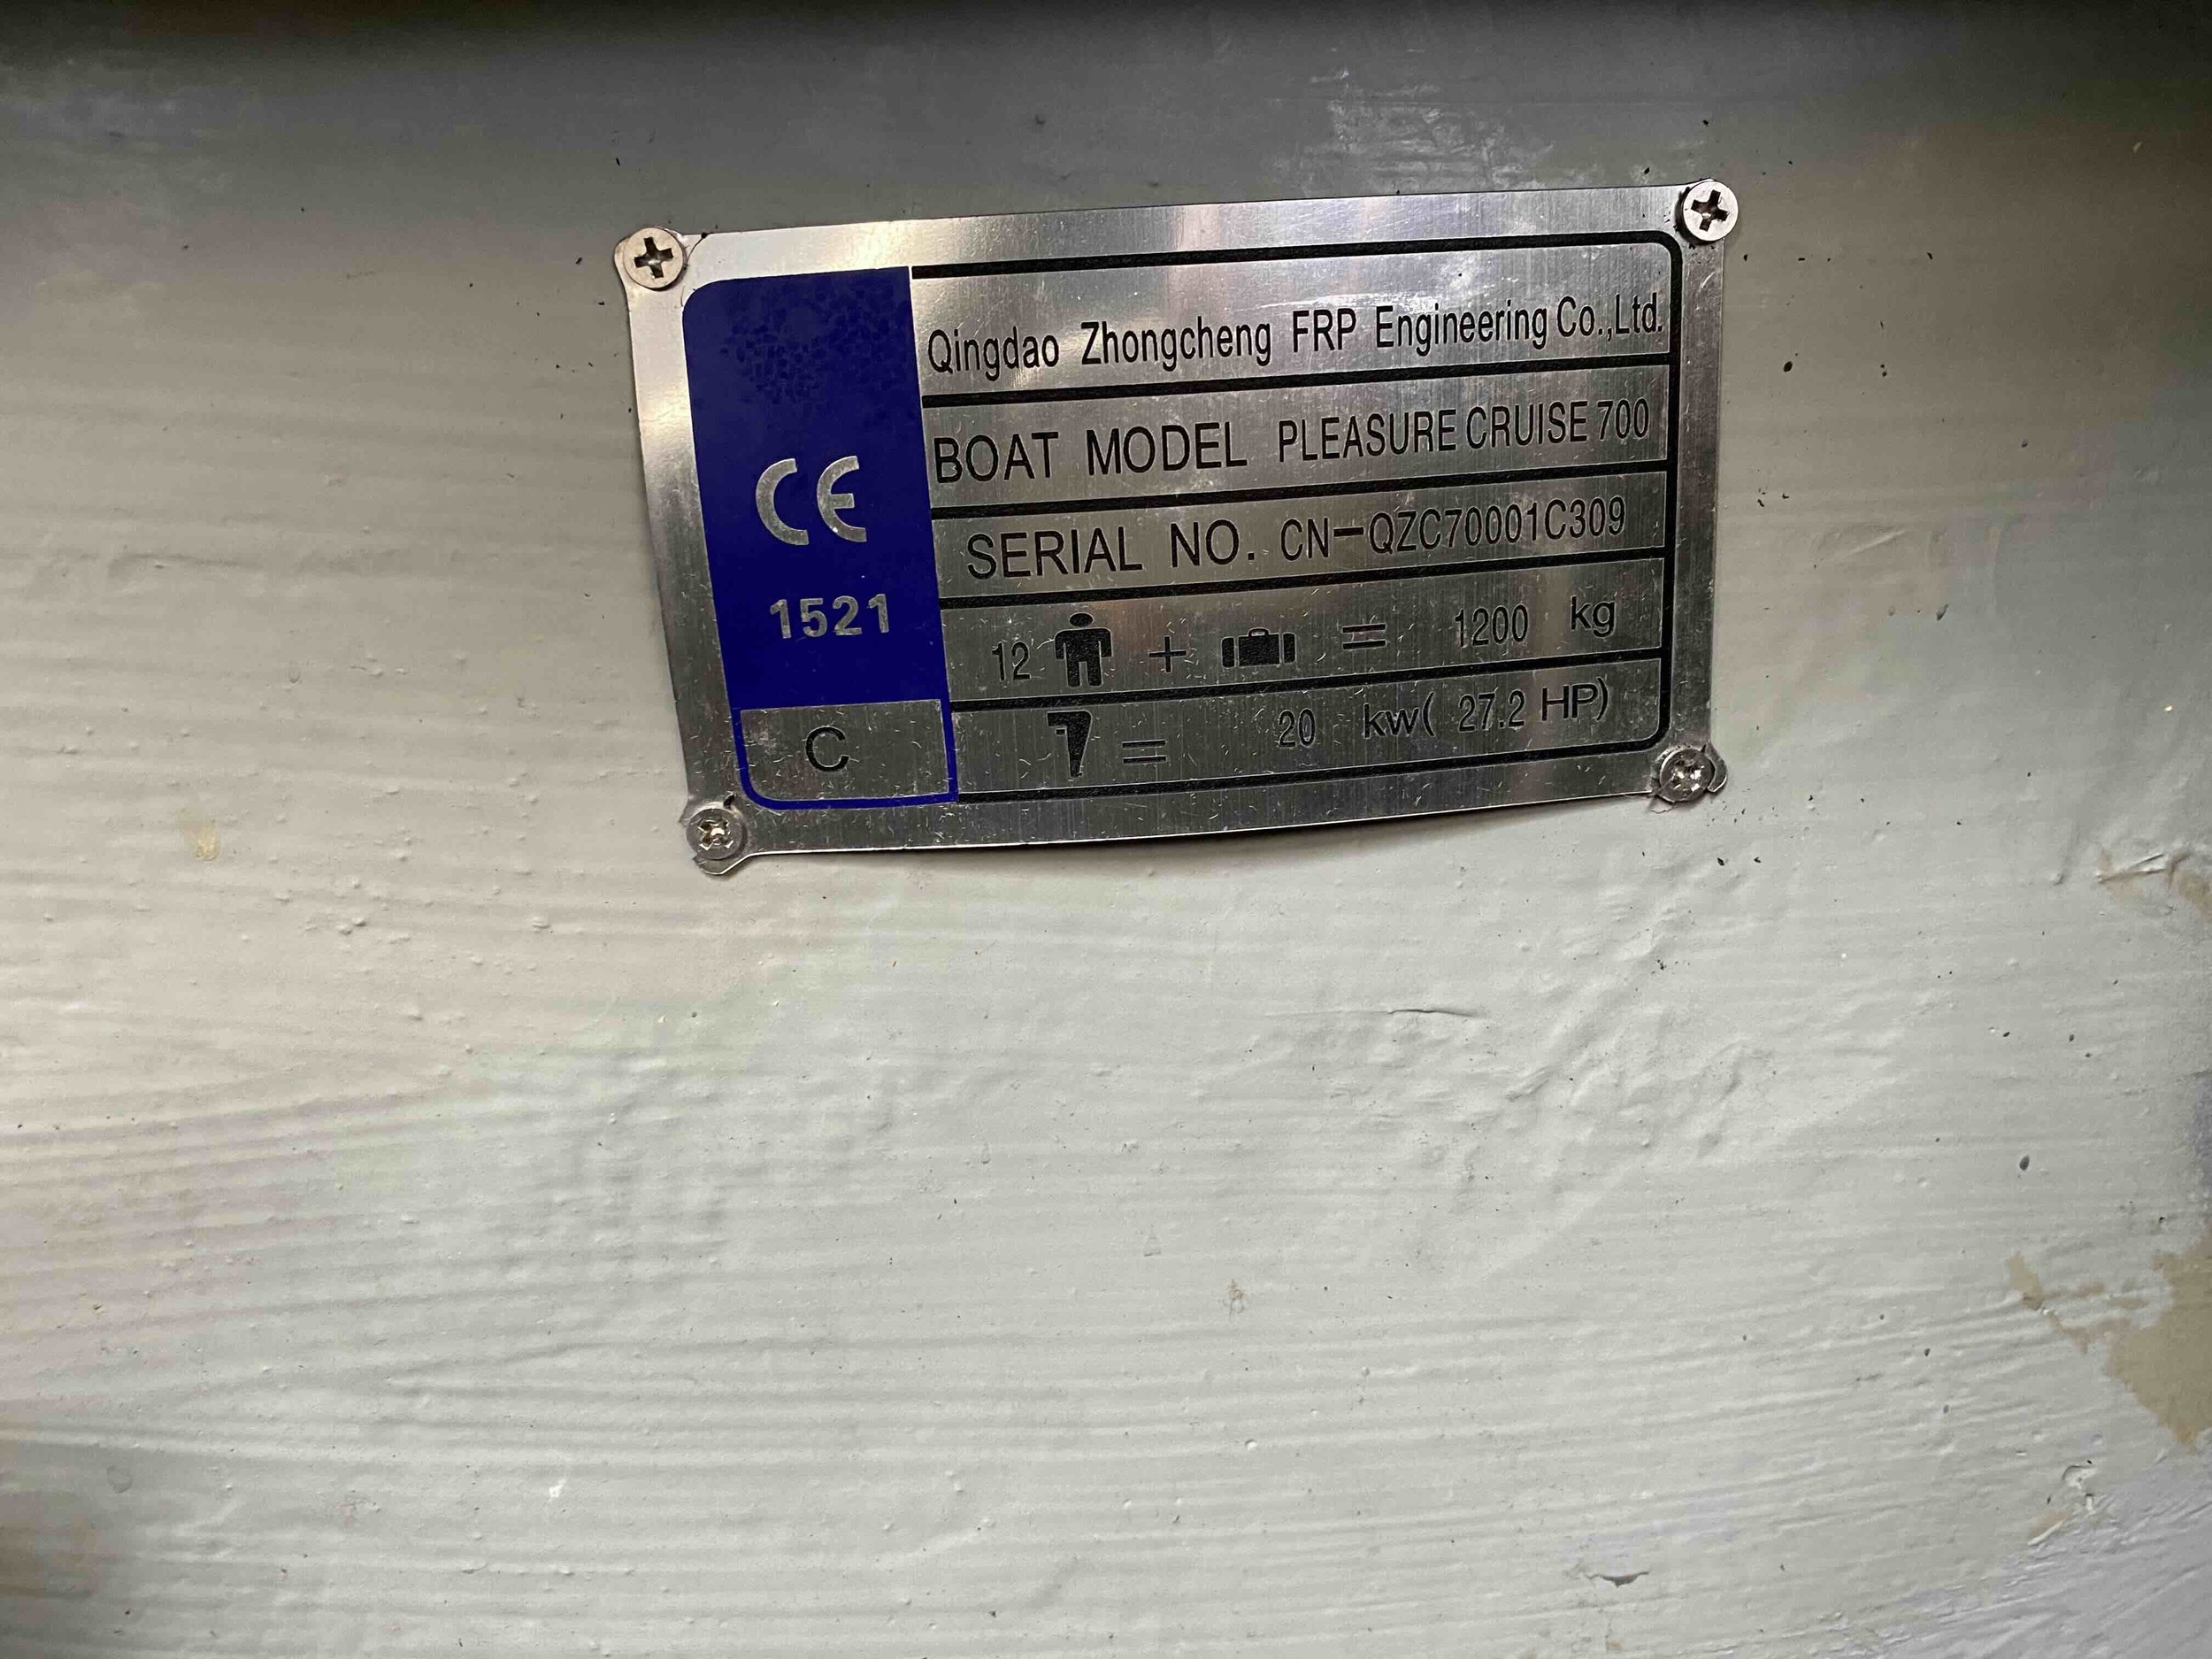 Qingdao Zhongcheng FRP Engineering Co.,Ltd.
BOAT MODEL PLEASURE CRUISE 700
CE
SERIAL NO. CN-QZC70001C309
1521
12 + = 1200 kg
C
= 20 kw( 27.2 HP)